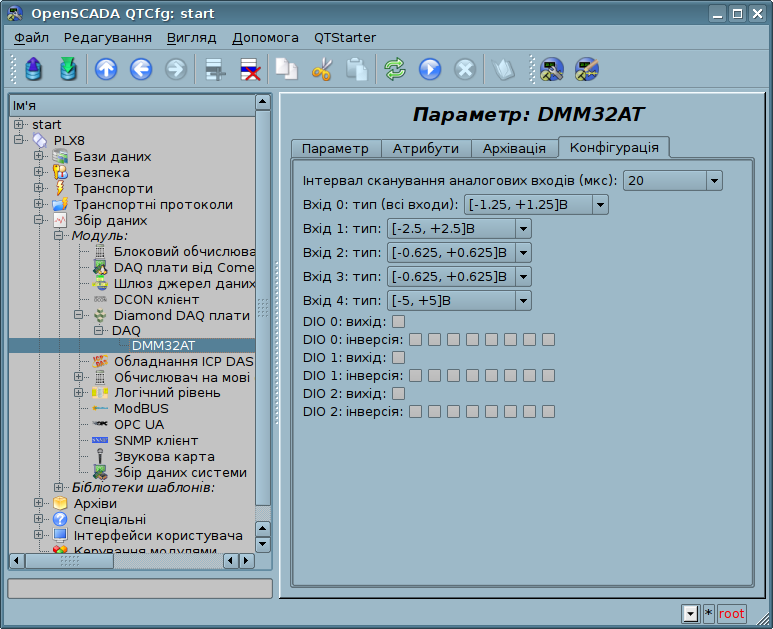 OpenSCADA QTCfg: start
Файл Редагування Вигляд Допомога QTStarter
Ім'я
start
PLX8
Бази даних
Безпека
Транспорти
Транспортні протоколи
Збір даних
Модуль:
Блоковий обчислюва
DAQ плати від Come
Шлюз джерел даних
DCON клієнт
Diamond DAQ плати
DAQ
DMM32AT
Обладнання ICP DAS
Обчислювач на мові
Логічний рівень
ModBUS
OPC UA
SNMP клієнт
Звукова карта
Збір даних системи
Бібліотеки шаблонів:
Архіви
Спеціальні
Інтерфейси користувача
Керування модулями
Параметр: DMM32AT
Параметр Атрибути Архівація Конфігурація
Інтервал сканування аналогових входів (мкс): 20
Вхід 0: тип (всі входи): [-1.25, +1.25]В
Вхід 1: тип: [-2.5, +2.5]В
Вхід 2: тип: [-0.625, +0.625]В
Вхід 3: тип: [-0.625, +0.625]В
Вхід 4: тип: [-5, +5]В
DIO 0: вихід:
DIO 0: інверсія:
DIO 1: вихід:
DIO 1: інверсія:
DIO 2: вихід:
DIO 2: інверсія:
* root